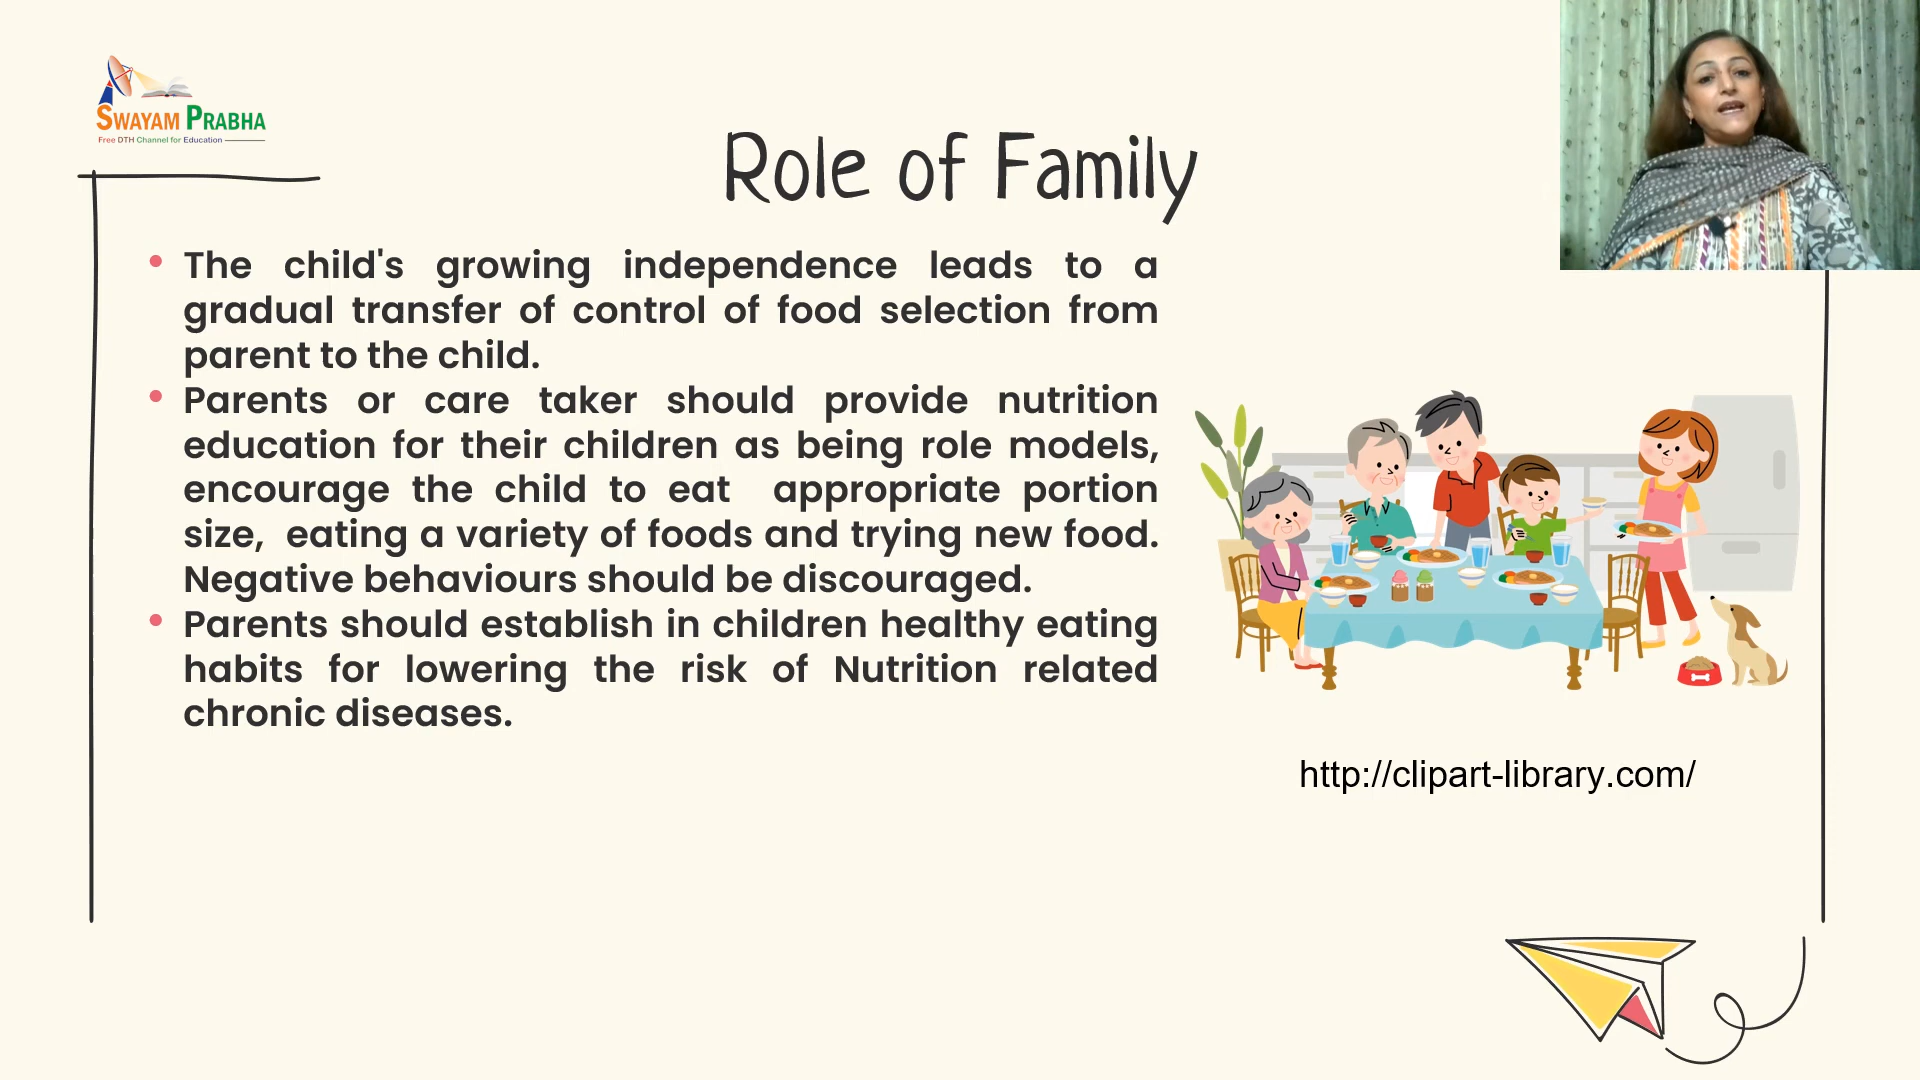 SWAYAM PRABHA
Free DTH Channel for Education
Role of Family
• The child's growing independence leads to a
gradual transfer of control of food selection from
parent to the child.
• Parents or care taker should provide nutrition
education for their children as being role models,
encourage the child to eat  appropriate portion
size,  eating a variety of foods and trying new food.
Negative behaviours should be discouraged.
• Parents should establish in children healthy eating
habits for lowering the risk of Nutrition related
chronic diseases.
http://clipart-library.com/